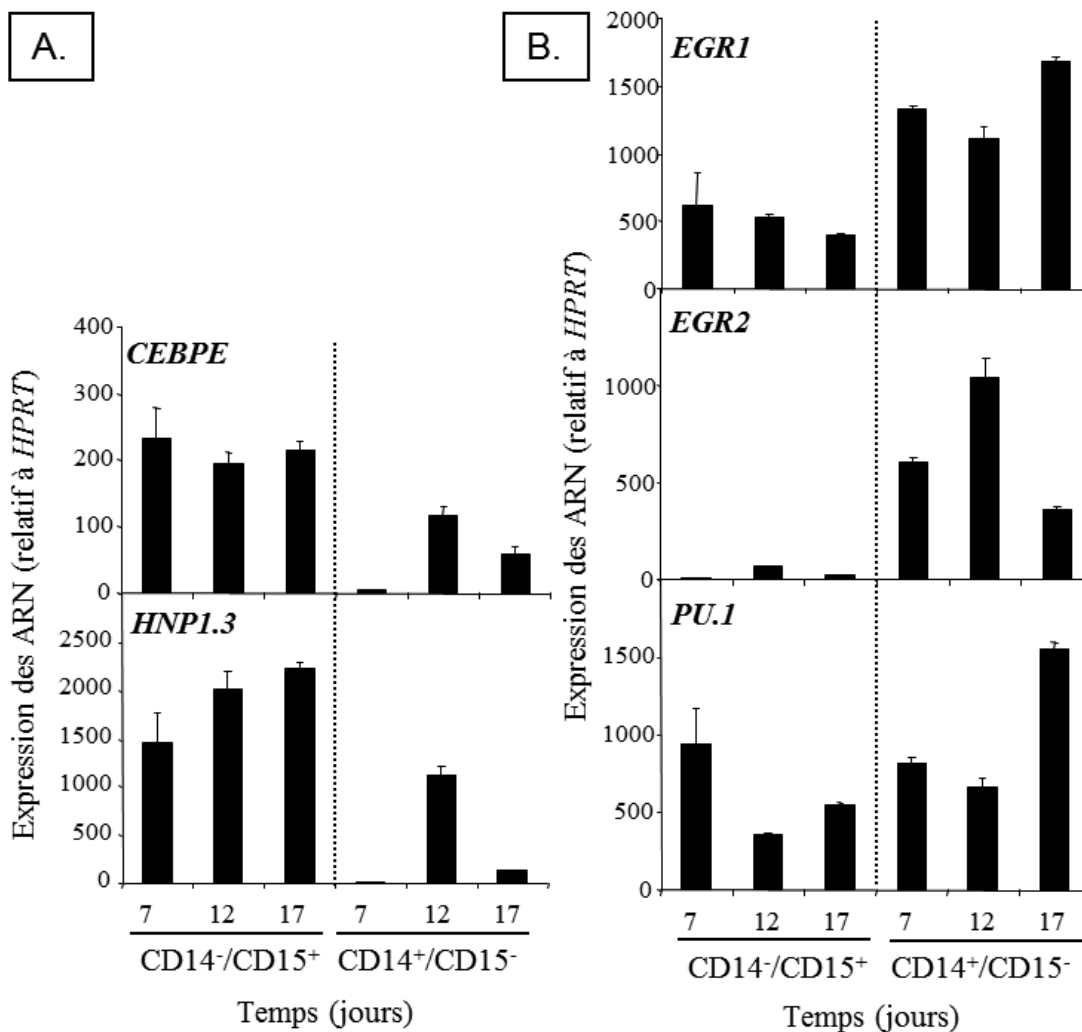 A.
Expression des ARN (relatif à HPRT)
CEBPE
400
300
200
100
0
HNP1.3
2500
2000
1500
1000
500
0
7 12 17 7 12 17
CD14-/CD15+ CD14+/CD15-
Temps (jours)
B.
Expression des ARN (relatif à HPRT)
EGR1
2000
1500
1000
500
0
EGR2
1000
500
0
PU.1
1500
1000
500
0
7 12 17 7 12 17
CD14-/CD15+ CD14+/CD15-
Temps (jours)